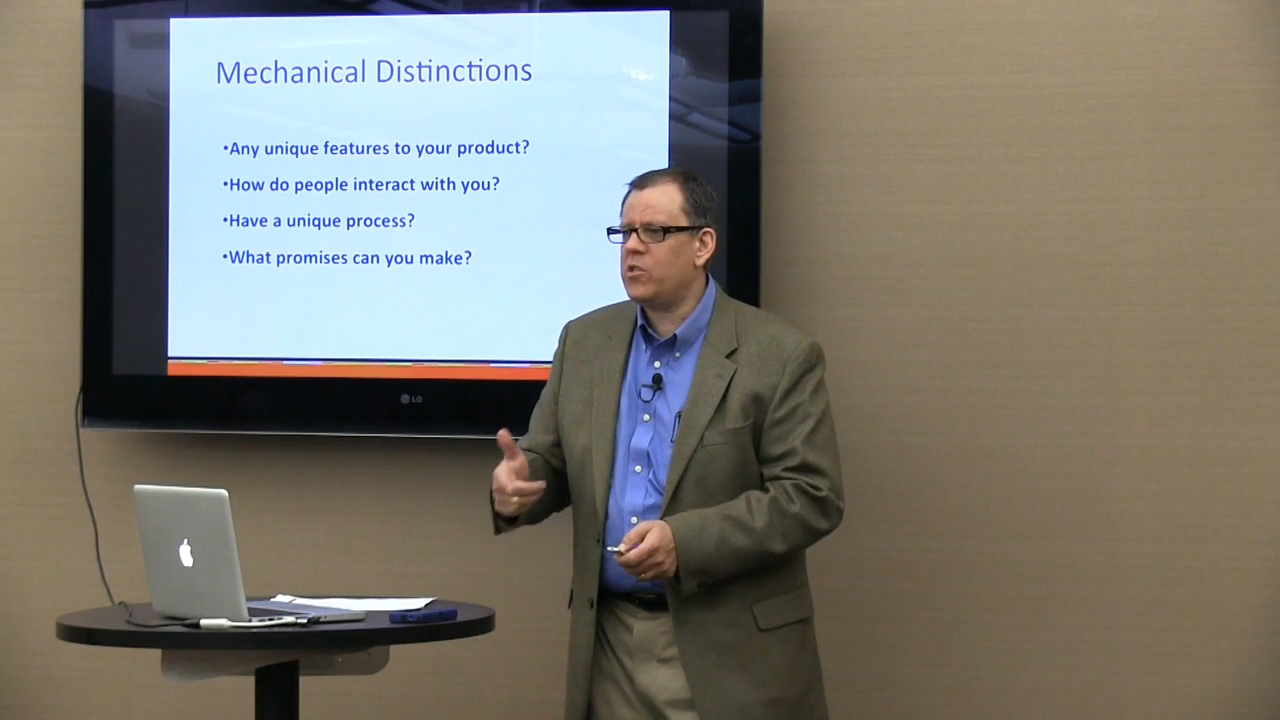 Mechanical Distinctions
•Any unique features to your product?
•How do people interact with you?
•Have a unique process?
•What promises can you make?
LG